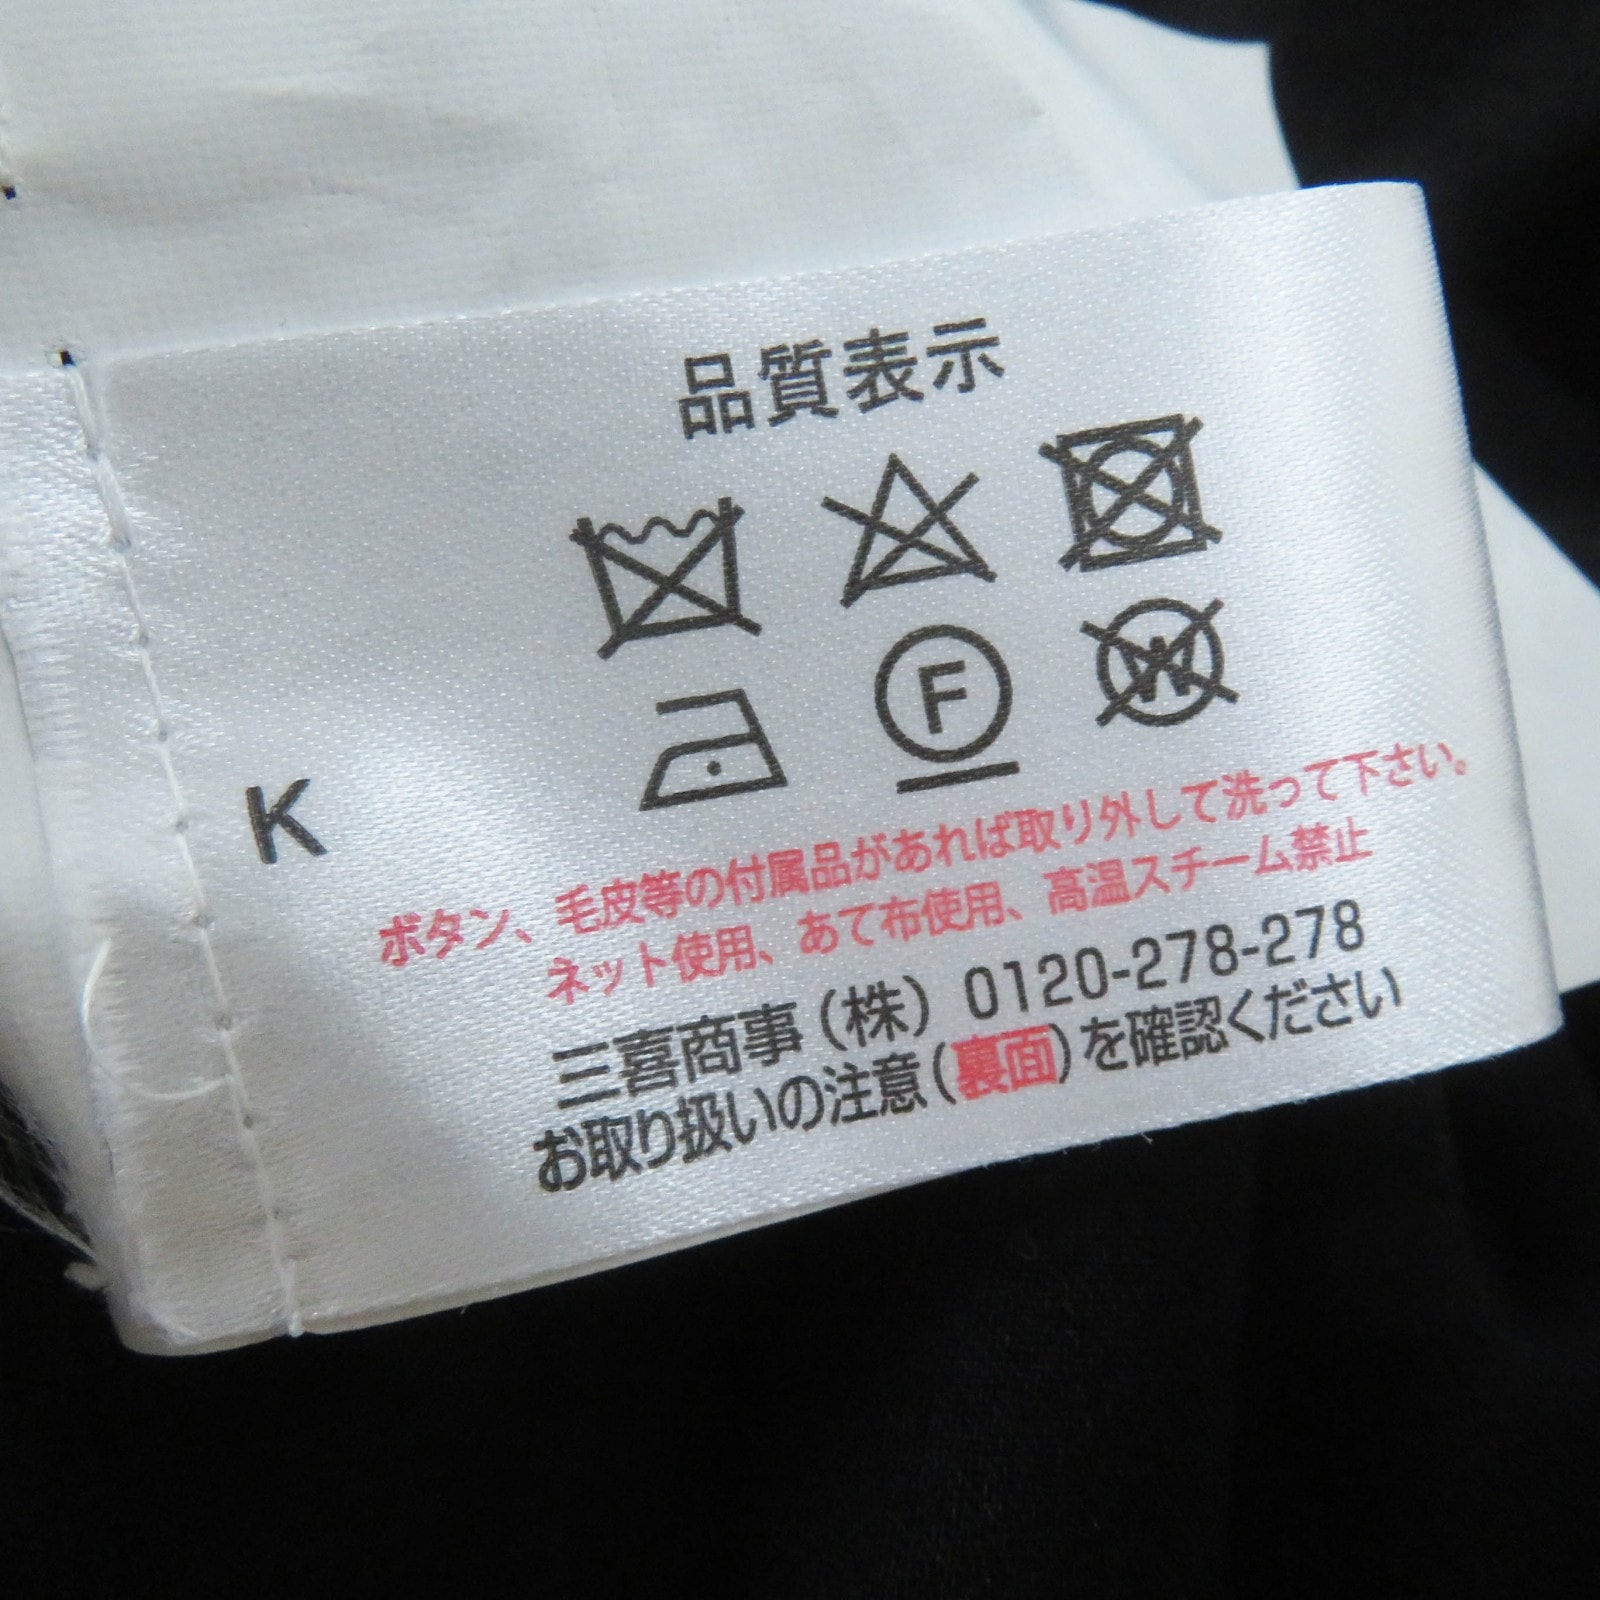 品質表示
F
W
K
ボタン、毛皮等の付属品があれば取り外して洗って下さい。
ネット使用、あて布使用、高温スチーム禁止
三喜商事(株) 0120-278-278
お取り扱いの注意(裏面)を確認ください